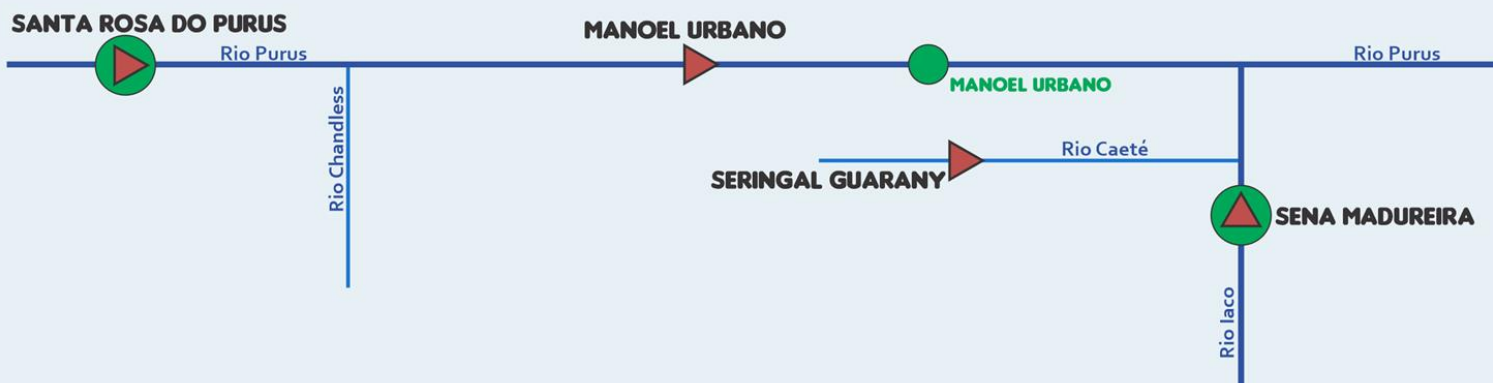 SANTA ROSA DO PURUS
MANOEL URBANO
Rio Purus
Rio Purus
MANOEL URBANO
Rio Chandless
Rio Caeté
SERINGAL GUARANY
SENA MADUREIRA
Rio Iaco